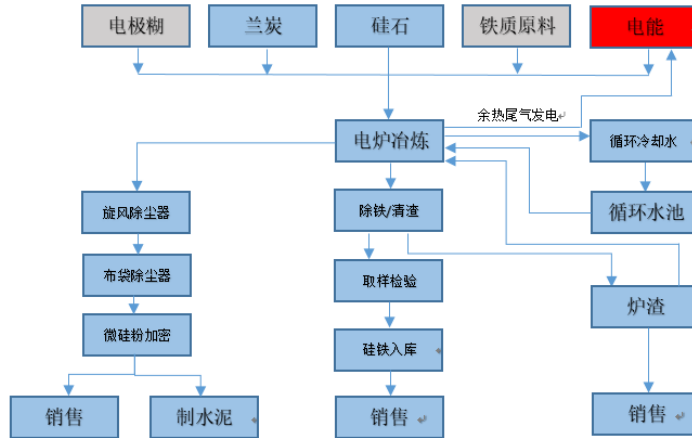 电极糊
兰炭
硅石
铁质原料
电能
余热尾气发电
电炉冶炼
循环冷却水
旋风除尘器
除铁/清渣
循环水池
布袋除尘器
取样检验
炉渣
微硅粉加密
硅铁入库
销售
制水泥
销售
销售